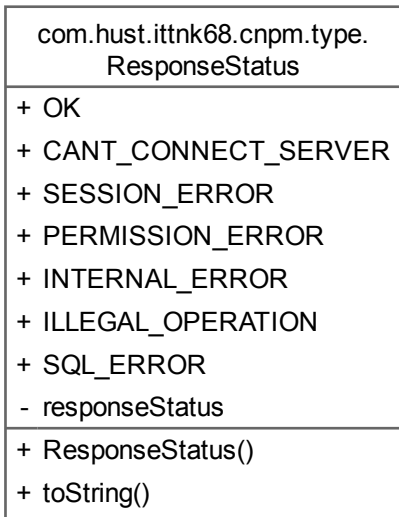 com.hust.ittnk68.cnpm.type.
ResponseStatus
+ OK
+ CANT_CONNECT_SERVER
+ SESSION_ERROR
+ PERMISSION_ERROR
+ INTERNAL_ERROR
+ ILLEGAL_OPERATION
+ SQL_ERROR
- responseStatus
+ ResponseStatus()
+ toString()